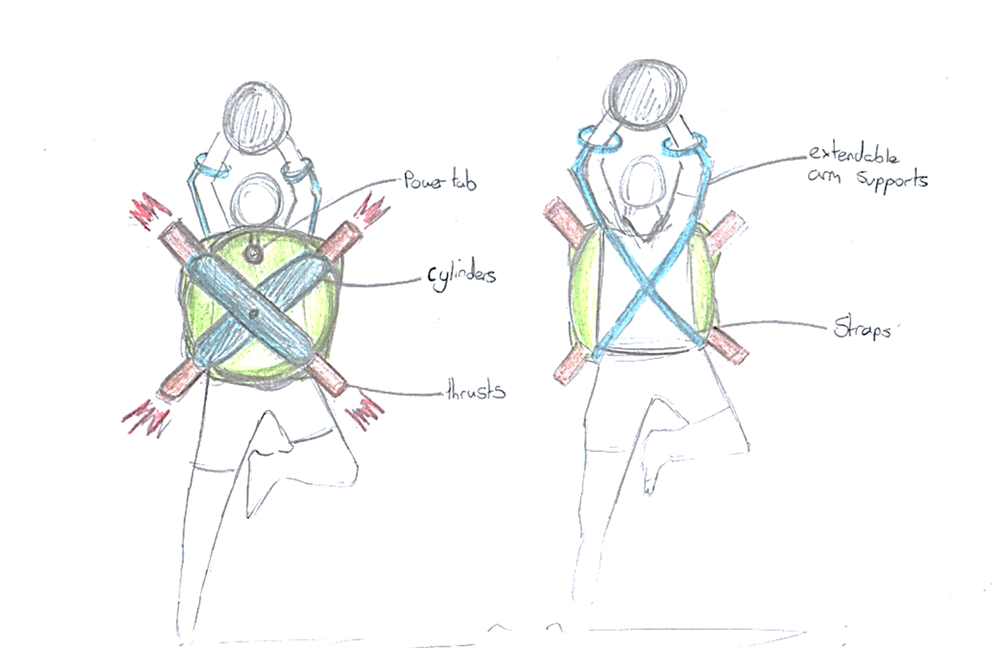 Power tab
Cylinders
thrusts
extendable
arm supports
Straps